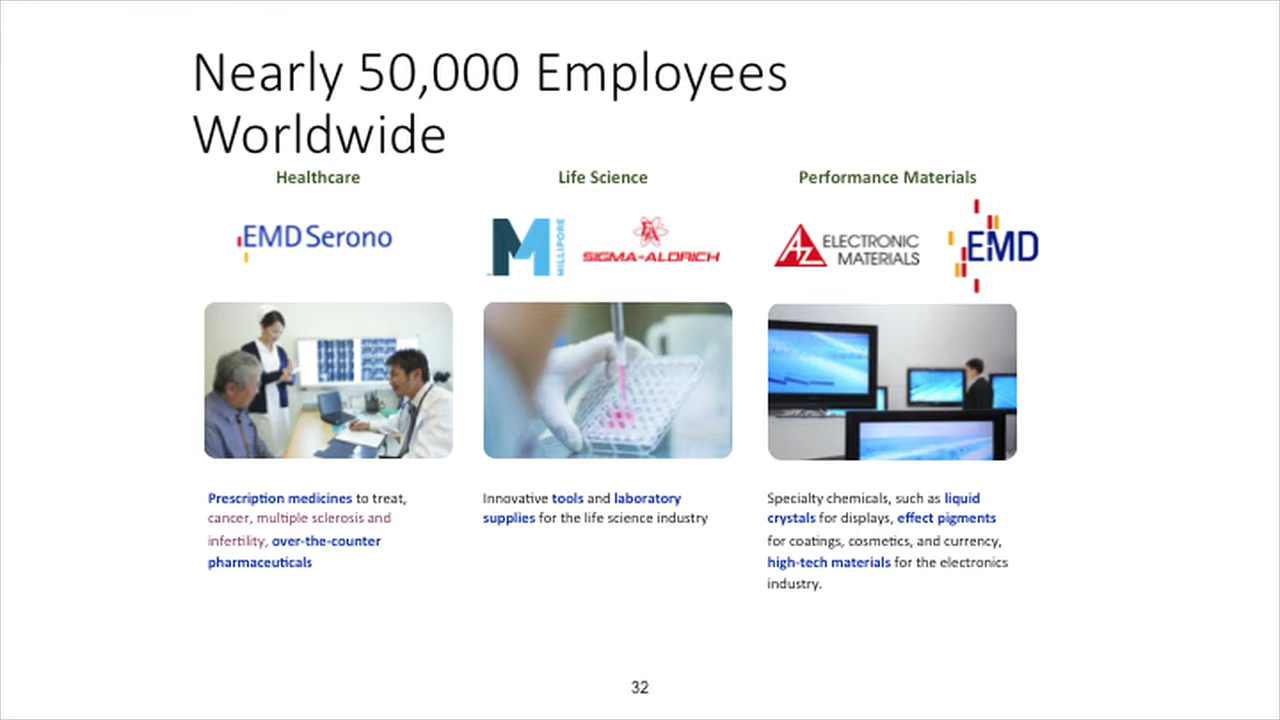 Nearly 50,000 Employees
Worldwide
Healthcare
Life Science
Performance Materials
EMD Serono
M MILLIPORE
SIGMA-ALDRICH
AZ ELECTRONIC
MATERIALS
EMD
Prescription medicines to treat,
cancer, multiple sclerosis and
infertility, over-the-counter
pharmaceuticals
Innovative tools and laboratory
supplies for the life science industry
Specialty chemicals, such as liquid
crystals for displays, effect pigments
for coatings, cosmetics, and currency,
high-tech materials for the electronics
industry.
32